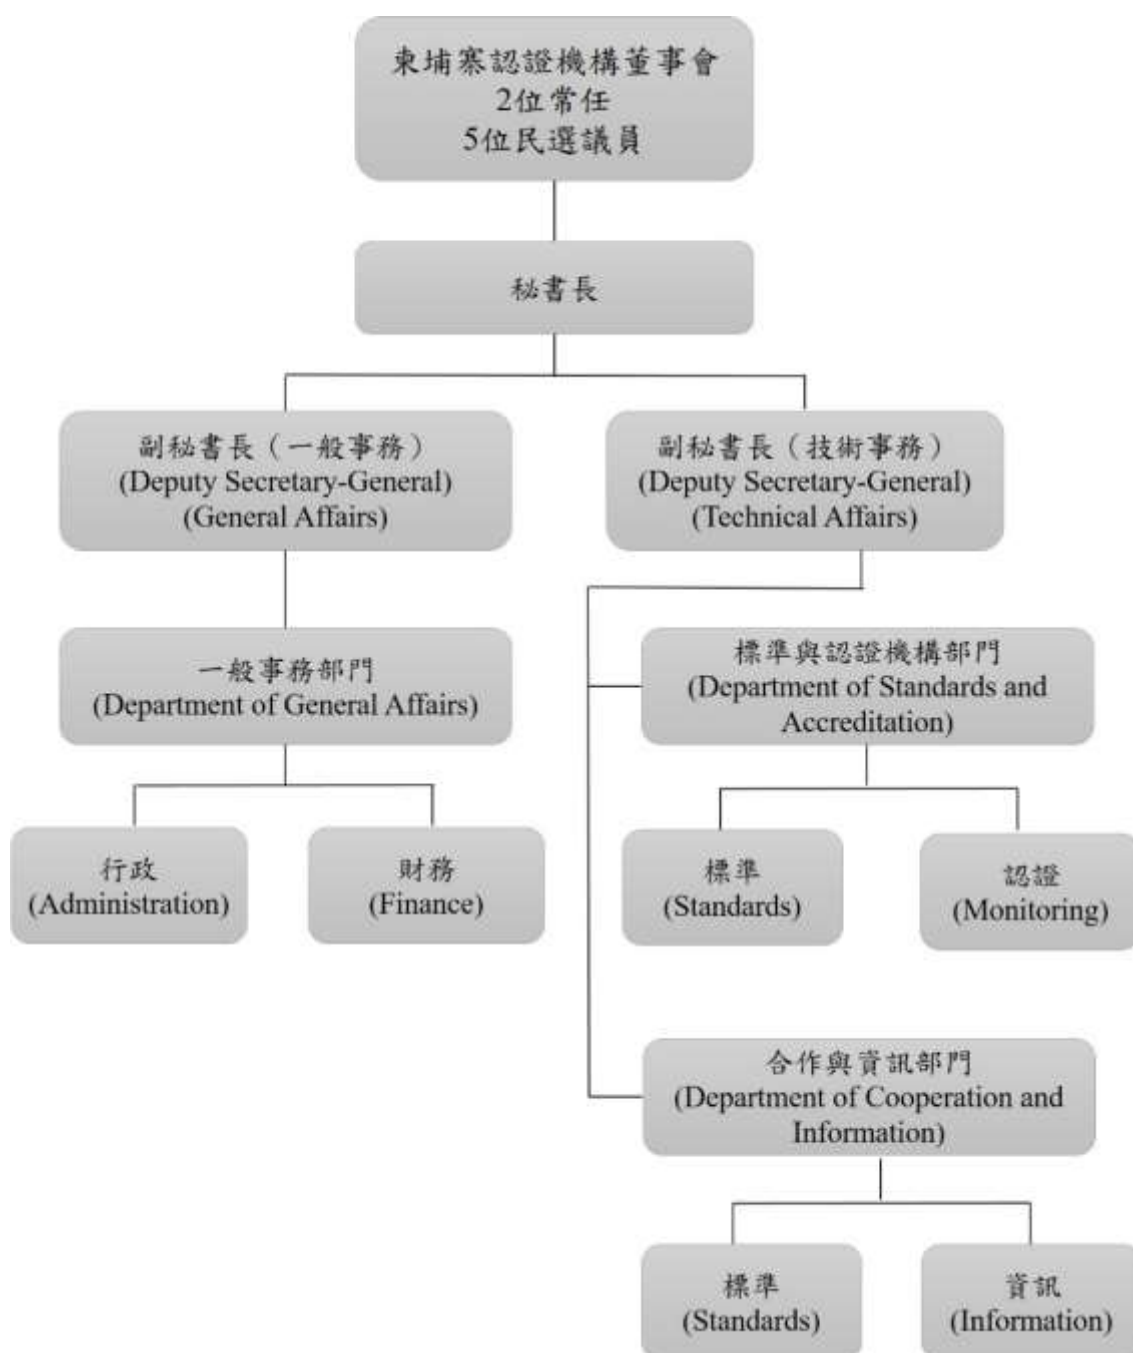 柬埔寨認證機構董事會
2位常任
5位民選議員
秘書長
副秘書長（一般事務）
(Deputy Secretary-General)
(General Affairs)
副秘書長（技術事務）
(Deputy Secretary-General)
(Technical Affairs)
一般事務部門
(Department of General Affairs)
標準與認證機構部門
(Department of Standards and
Accreditation)
行政
(Administration)
財務
(Finance)
標準
(Standards)
認證
(Monitoring)
合作與資訊部門
(Department of Cooperation and
Information)
標準
(Standards)
資訊
(Information)